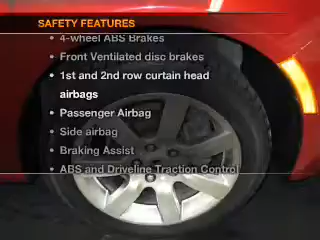 SAFETY FEATURES
• 4-wheel ABS Brakes
• Front Ventilated disc brakes
• 1st and 2nd row curtain head
airbags
• Passenger Airbag
• Side airbag
• Braking Assist
• ABS and Driveline Traction Control